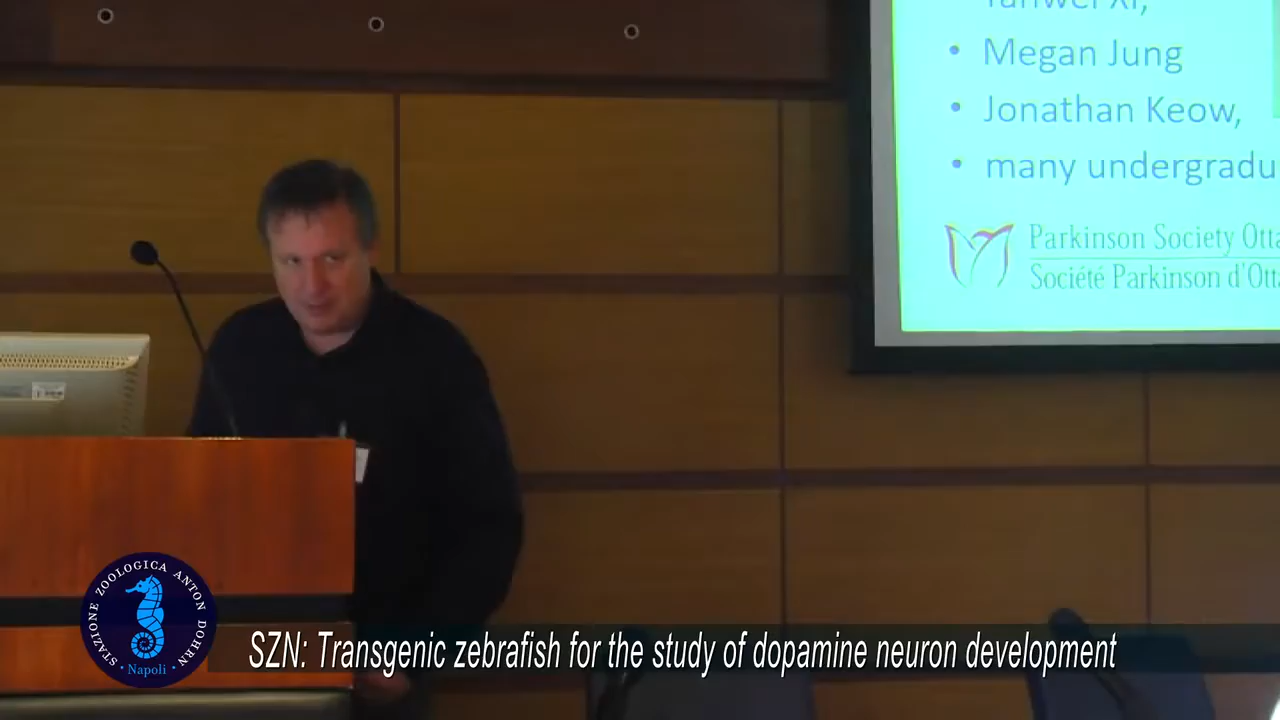 • Megan Jung
• Jonathan Keow,
• many undergradu
Parkinson Society Otta
Société Parkinson d'Otta
STAZIONE ZOOLOGICA ANTON DOHRN
• Napoli •
SZN: Transgenic zebrafish for the study of dopamine neuron development